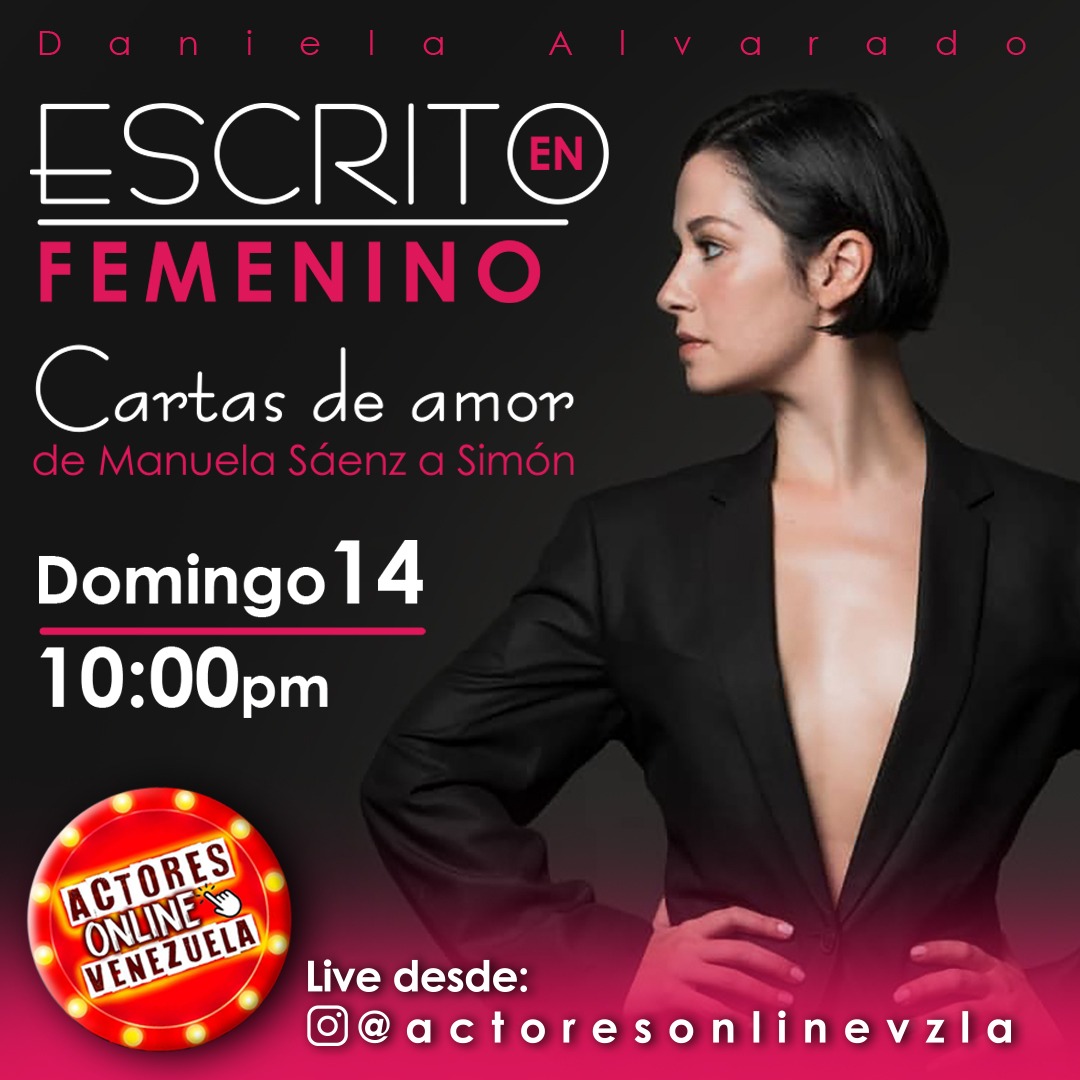 Daniela Alvarado
ESCRITO
EN
FEMENINO
Cartas de amor
de Manuela Sáenz a Simón
Domingo 14
10:00pm
ACTORES
ONLINE
VENEZUELA
Live desde:
@actoresonlinevzla